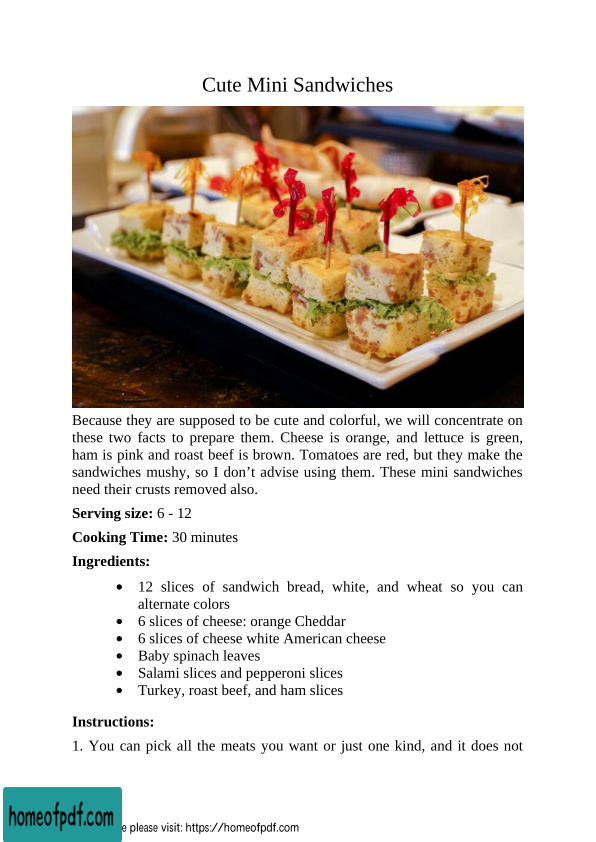 Cute Mini Sandwiches
Because they are supposed to be cute and colorful, we will concentrate on
these two facts to prepare them. Cheese is orange, and lettuce is green,
ham is pink and roast beef is brown. Tomatoes are red, but they make the
sandwiches mushy, so I don’t advise using them. These mini sandwiches
need their crusts removed also.
Serving size: 6 - 12
Cooking Time: 30 minutes
Ingredients:
• 12 slices of sandwich bread, white, and wheat so you can
alternate colors
• 6 slices of cheese: orange Cheddar
• 6 slices of cheese white American cheese
• Baby spinach leaves
• Salami slices and pepperoni slices
• Turkey, roast beef, and ham slices
Instructions:
1. You can pick all the meats you want or just one kind, and it does not
homeofpdf.com
e please visit: https://homeofpdf.com